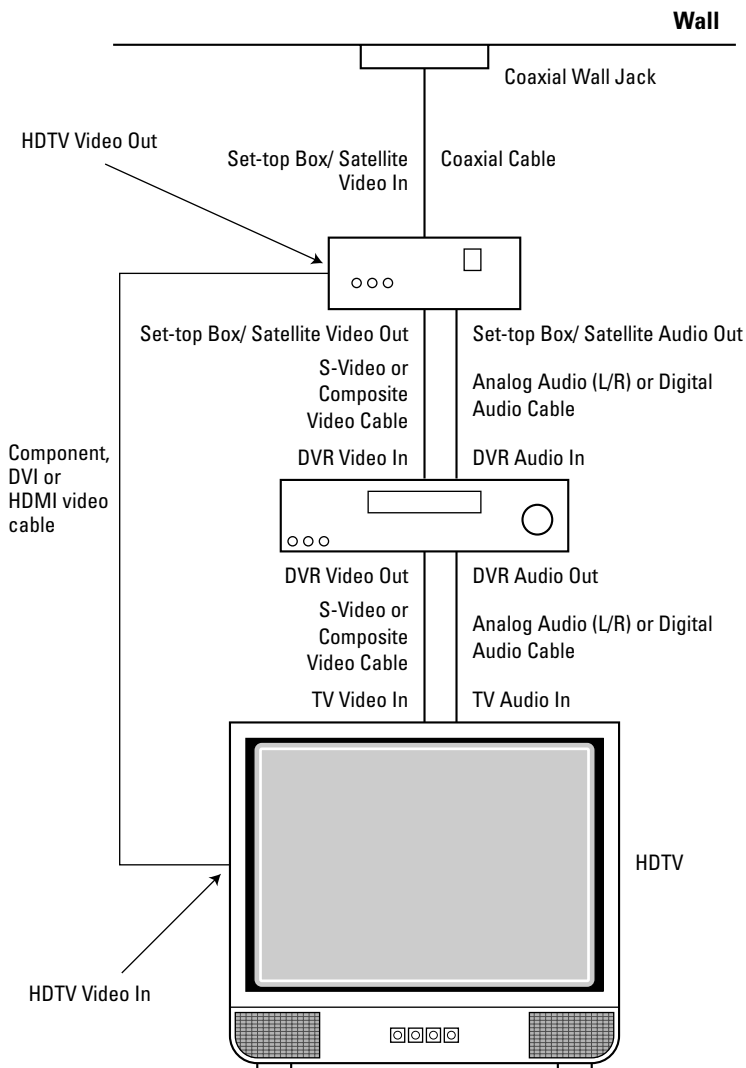 Wall
Coaxial Wall Jack
HDTV Video Out
Set-top Box/ Satellite
Video In
Coaxial Cable
Set-top Box/ Satellite Video Out
Set-top Box/ Satellite Audio Out
S-Video or
Composite
Video Cable
Analog Audio (L/R) or Digital
Audio Cable
DVR Video In
DVR Audio In
Component,
DVI or
HDMI video
cable
DVR Video Out
DVR Audio Out
S-Video or
Composite
Video Cable
Analog Audio (L/R) or Digital
Audio Cable
TV Video In
TV Audio In
HDTV
HDTV Video In